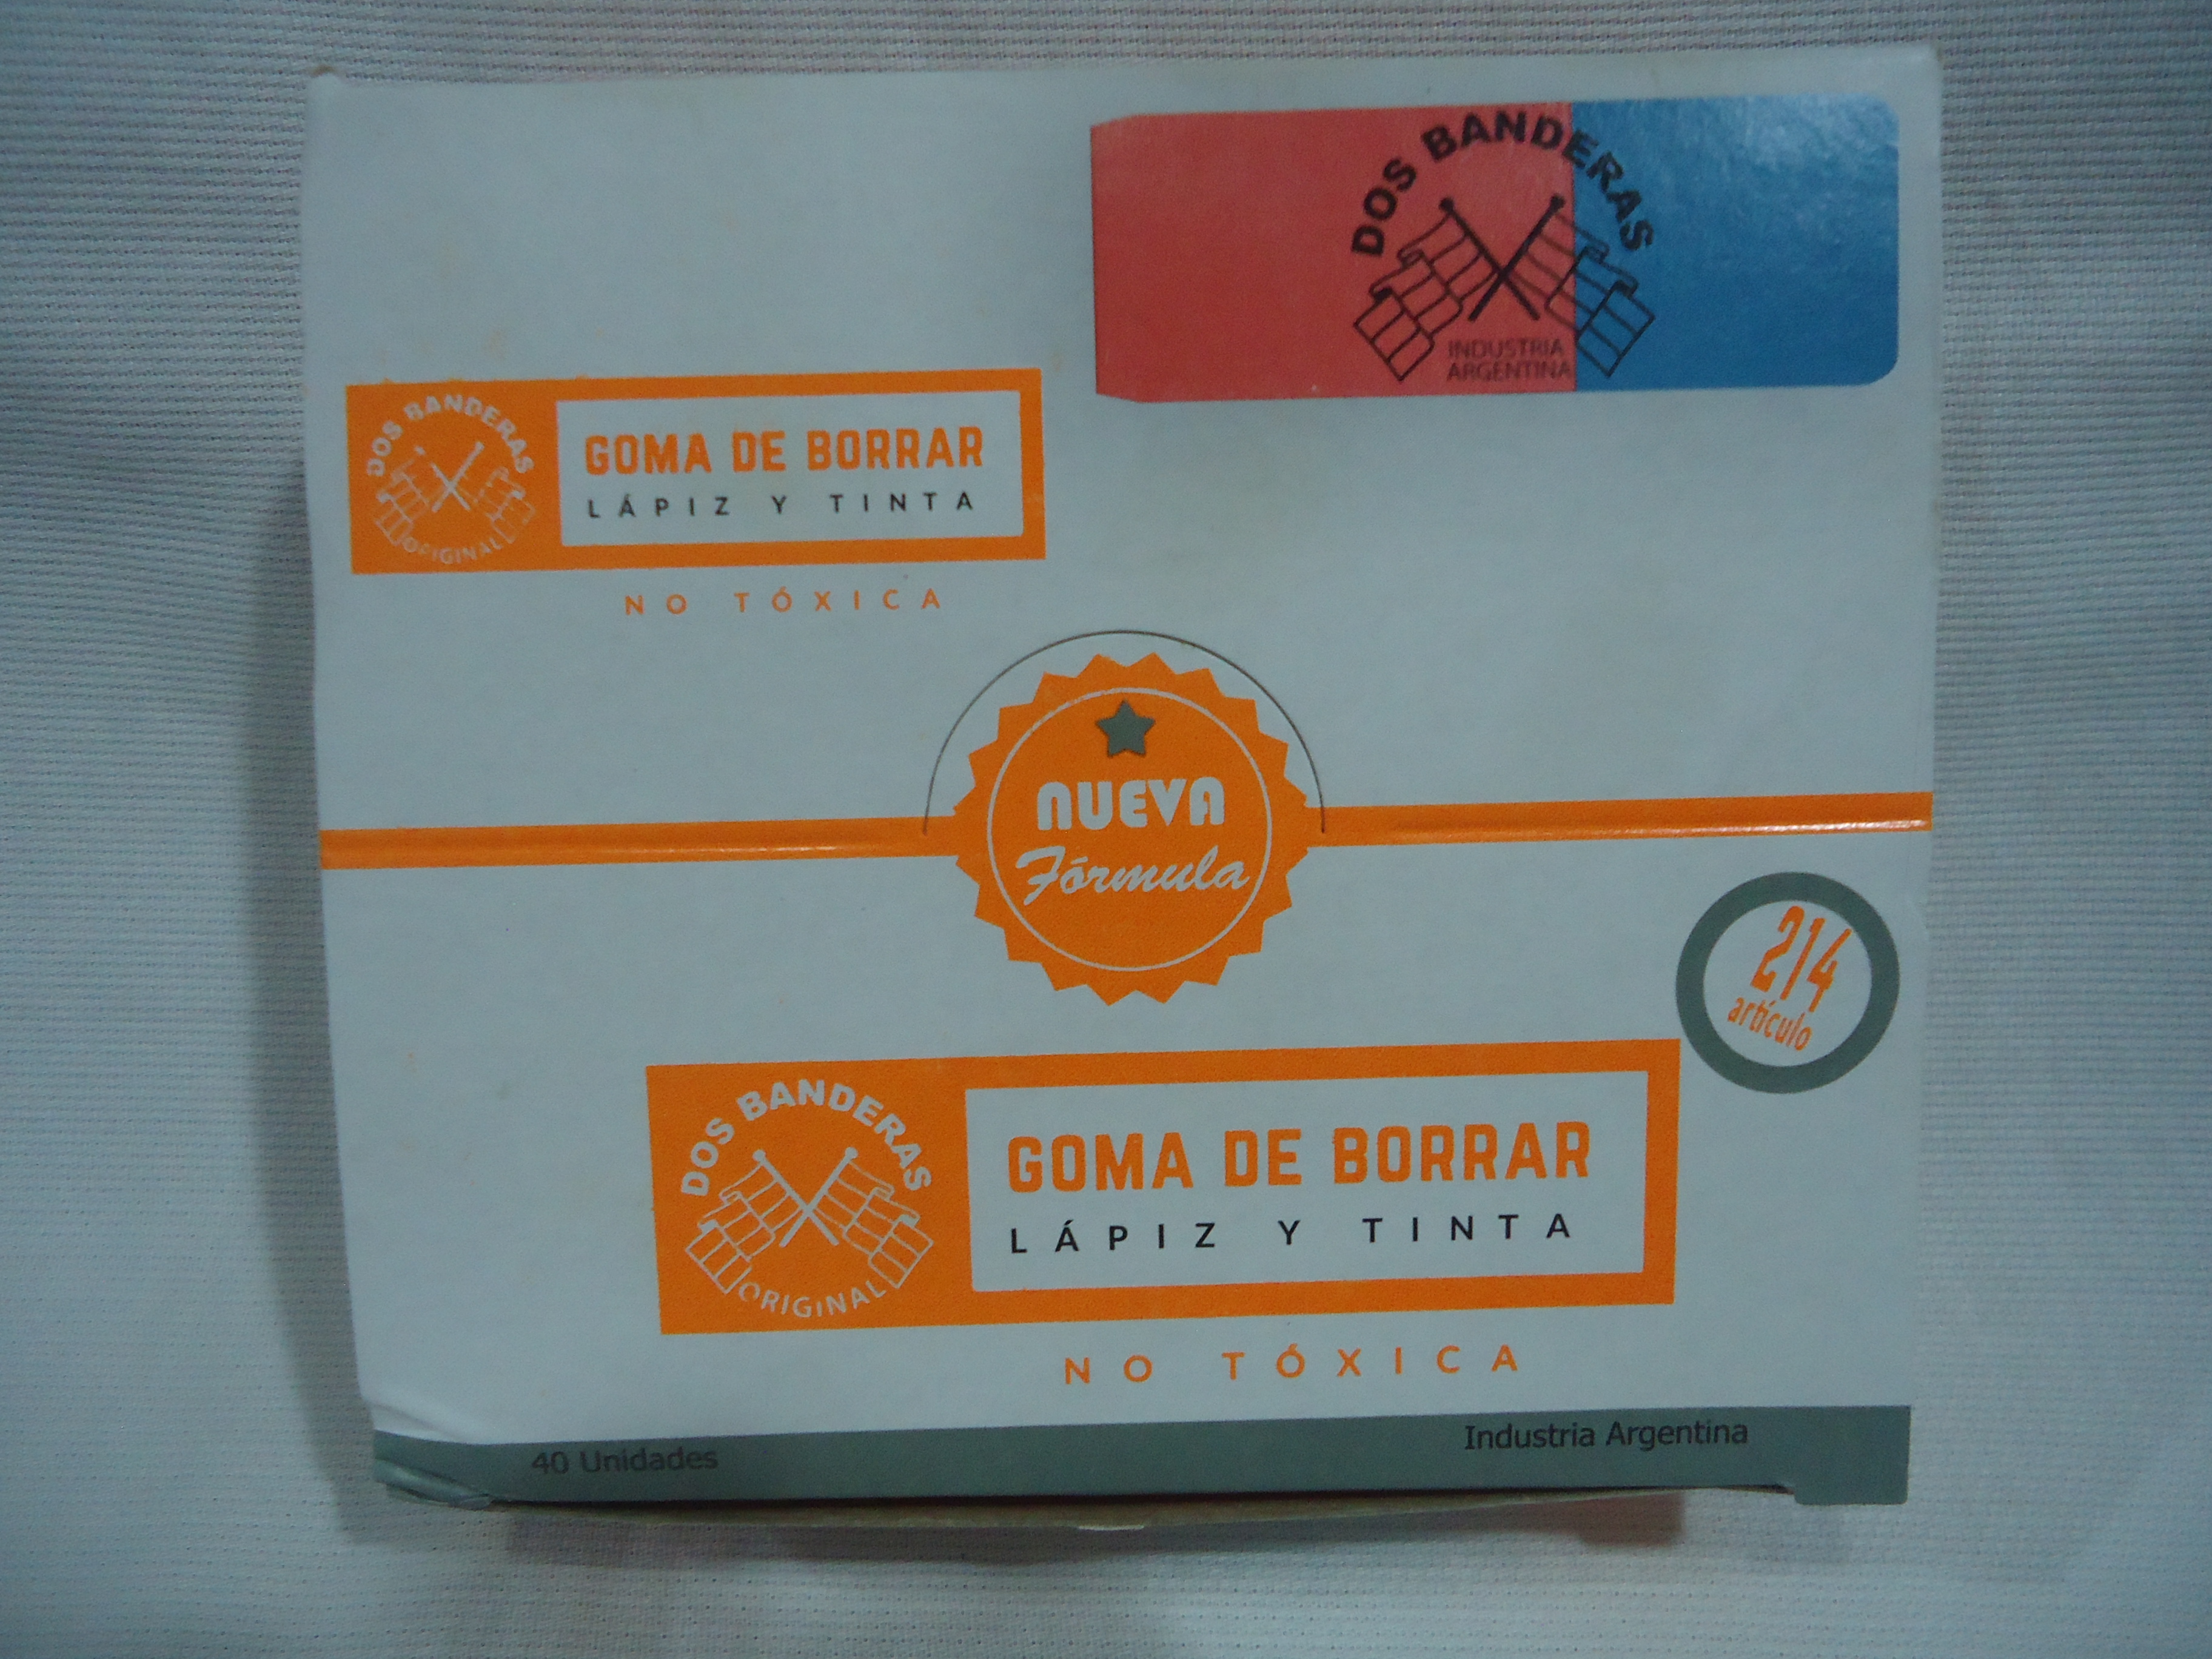 DOS BANDERAS
INDUSTRIA
ARGENTINA
DOS BANDERAS
ORIGINAL
GOMA DE BORRAR
LÁPIZ Y TINTA
NO TÓXICA
NUEVA
Fórmula
214
artículo
DOS BANDERAS
ORIGINAL
GOMA DE BORRAR
LÁPIZ Y TINTA
NO TÓXICA
40 Unidades
Industria Argentina